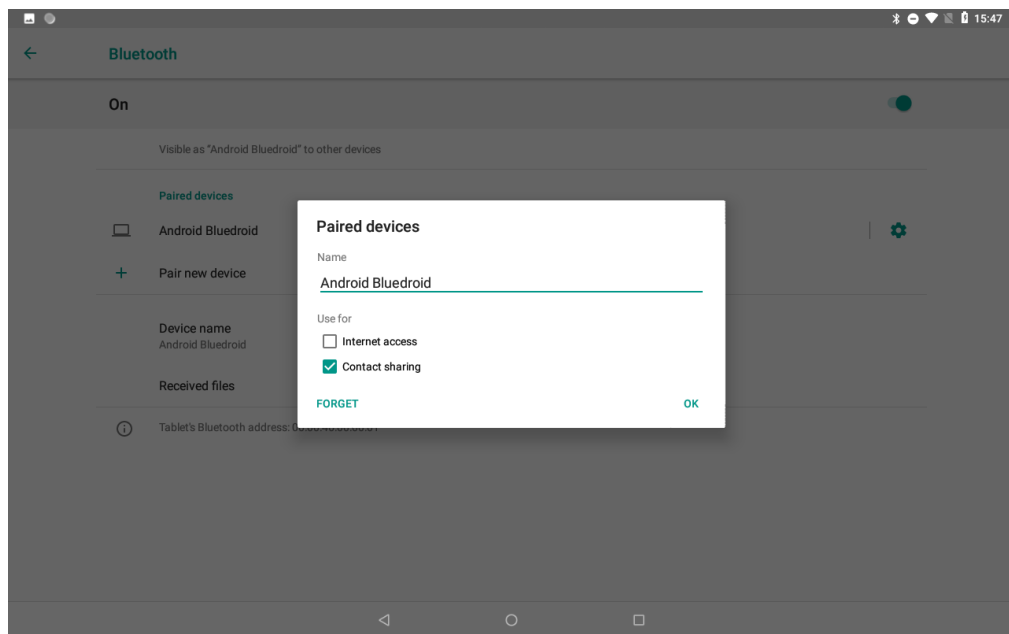 15:47
Bluetooth
On
Visible as "Android Bluedroid" to other devices
Paired devices
Android Bluedroid
Pair new device
Device name
Android Bluedroid
Received files
Tablet's Bluetooth address:
Paired devices
Name
Android Bluedroid
Use for
Internet access
Contact sharing
FORGET
OK